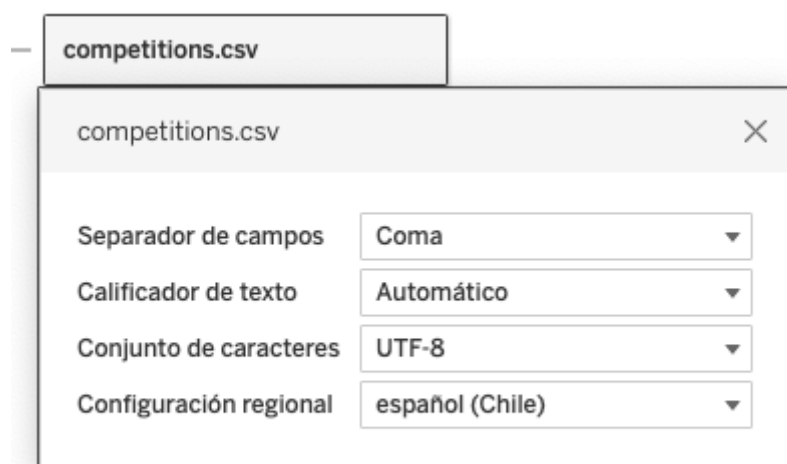 competitions.csv
competitions.csv
Separador de campos Coma
Calificador de texto Automático
Conjunto de caracteres UTF-8
Configuración regional español (Chile)